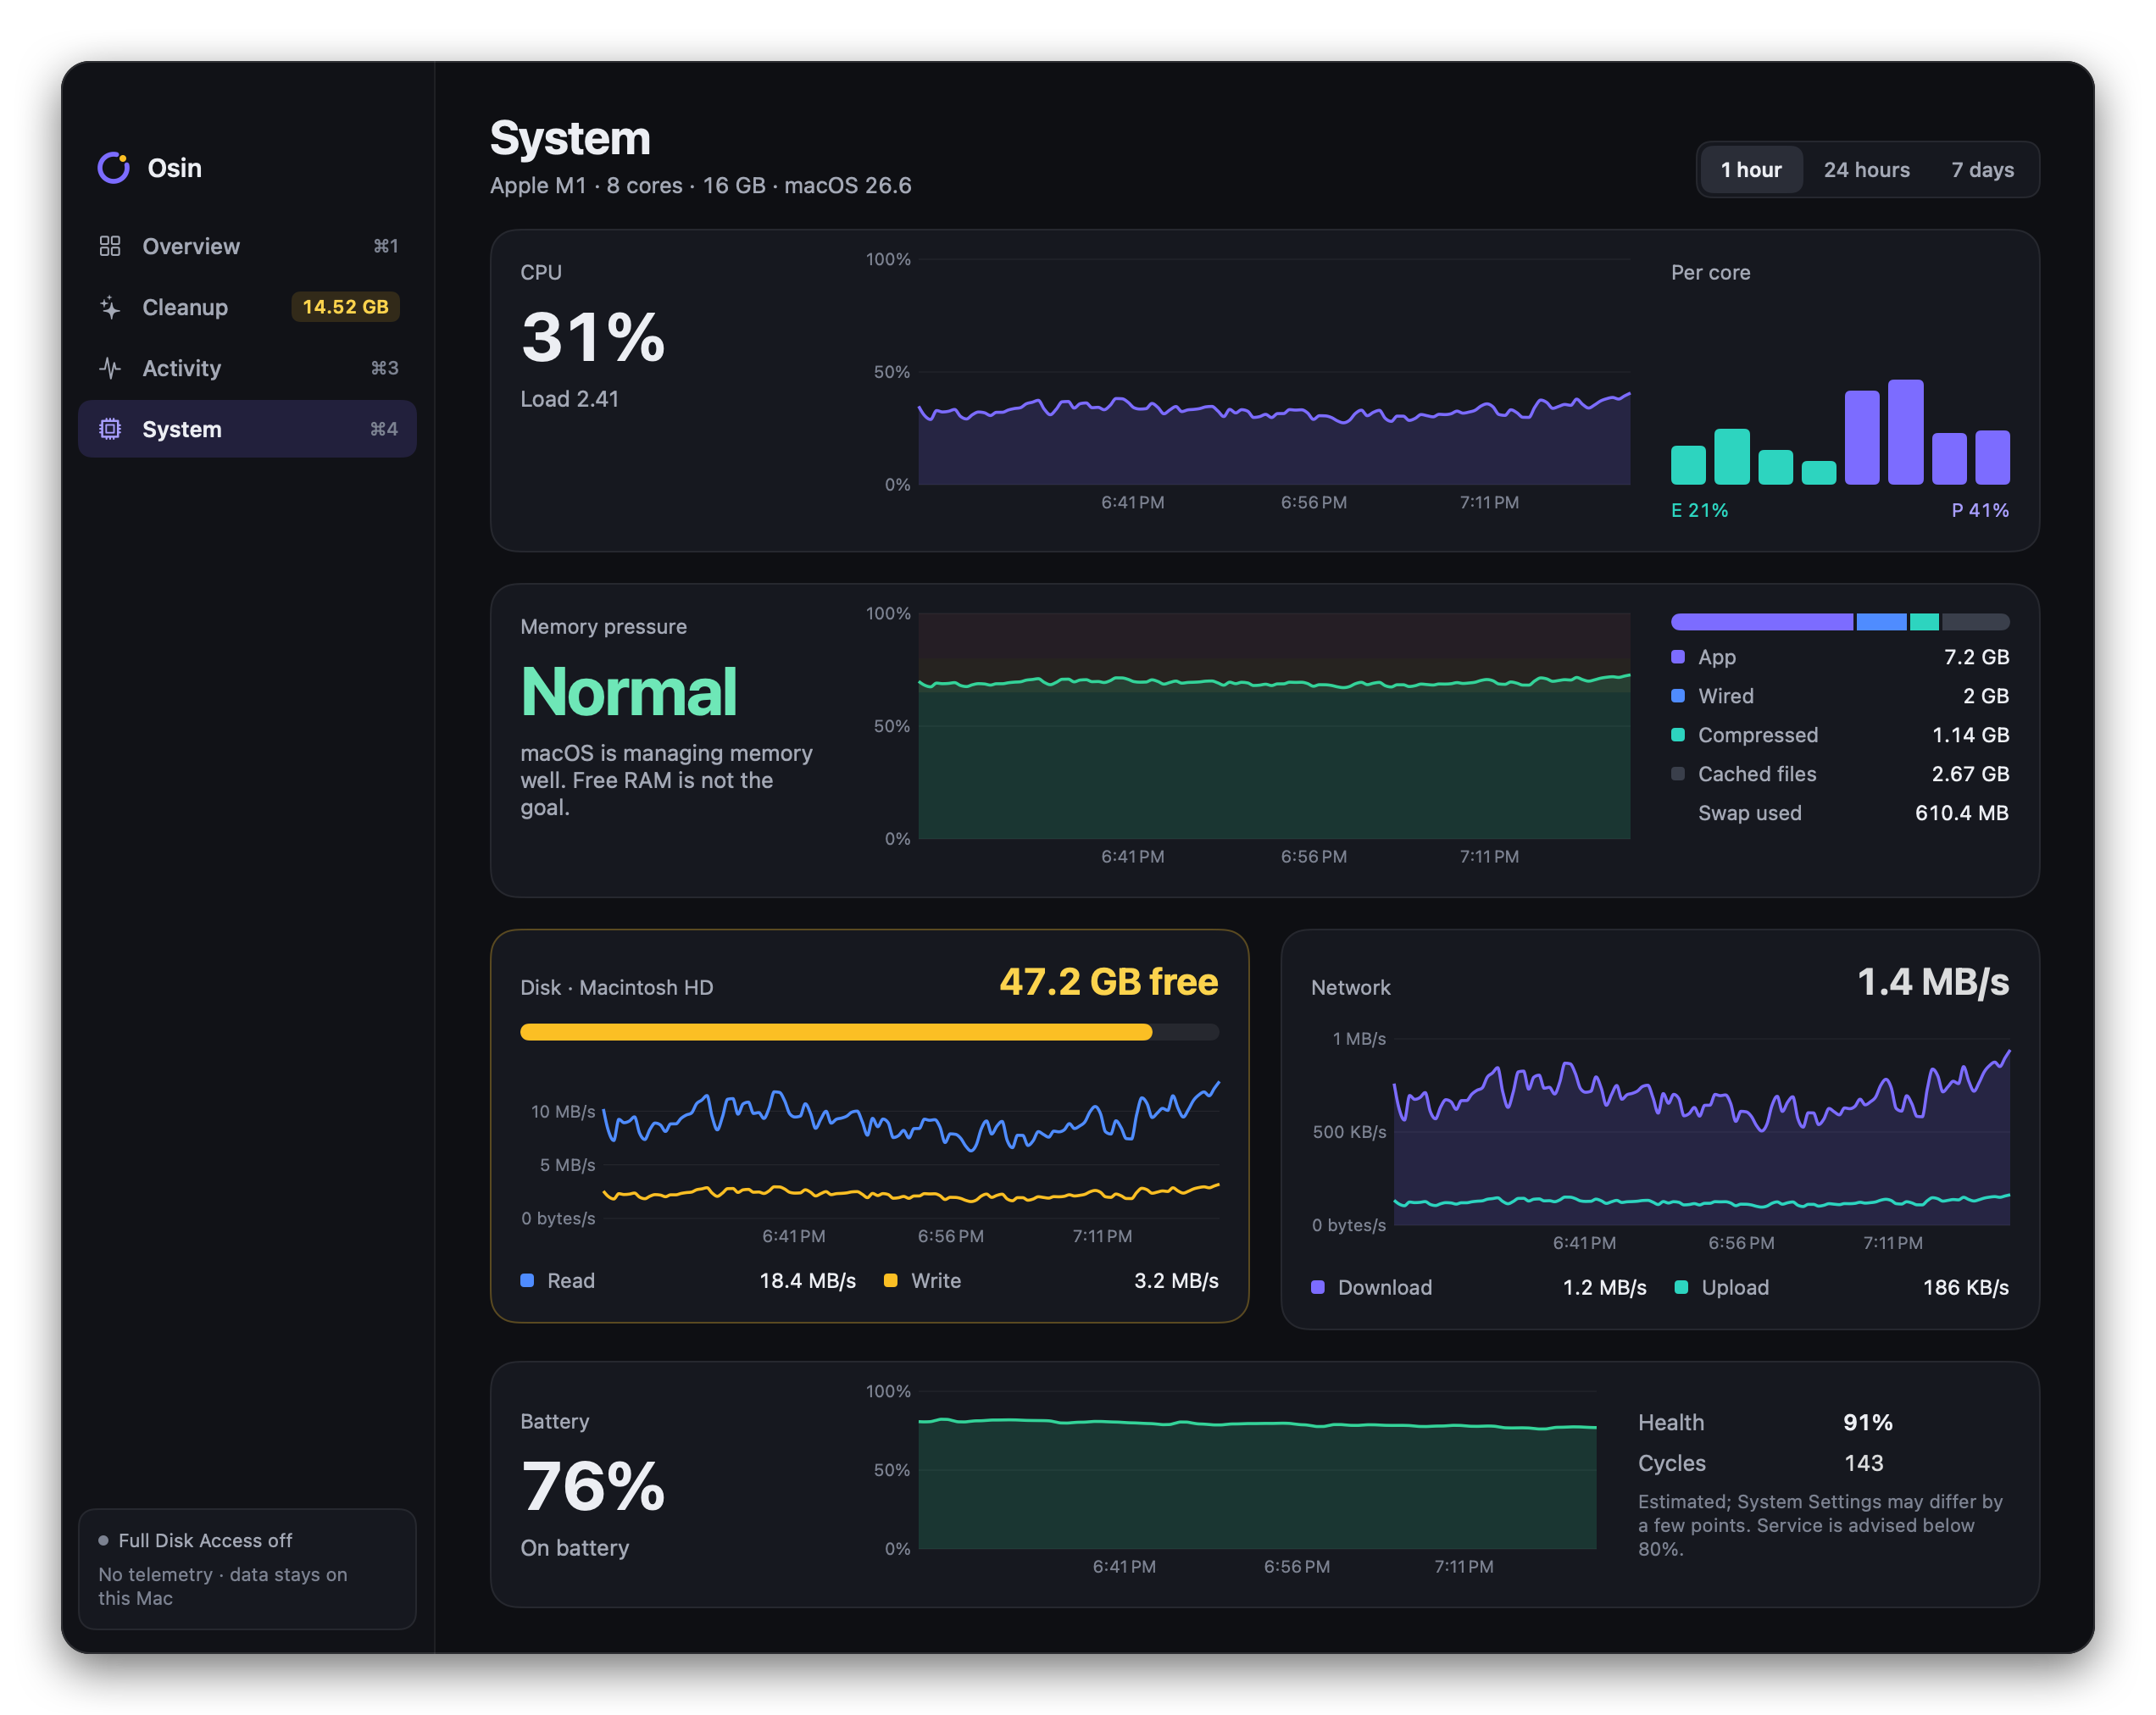 Osin
Overview ⌘1
Cleanup 14.52 GB
Activity ⌘3
System ⌘4
Full Disk Access off
No telemetry · data stays on
this Mac
System
Apple M1 · 8 cores · 16 GB · macOS 26.6
1 hour 24 hours 7 days
CPU
31%
Load 2.41
100%
50%
0%
6:41 PM 6:56 PM 7:11 PM
Per core
E 21% P 41%
Memory pressure
Normal
macOS is managing memory
well. Free RAM is not the
goal.
100%
50%
0%
6:41 PM 6:56 PM 7:11 PM
App 7.2 GB
Wired 2 GB
Compressed 1.14 GB
Cached files 2.67 GB
Swap used 610.4 MB
Disk · Macintosh HD 47.2 GB free
10 MB/s
5 MB/s
0 bytes/s
6:41 PM 6:56 PM 7:11 PM
Read 18.4 MB/s Write 3.2 MB/s
Network 1.4 MB/s
1 MB/s
500 KB/s
0 bytes/s
6:41 PM 6:56 PM 7:11 PM
Download 1.2 MB/s Upload 186 KB/s
Battery
76%
On battery
100%
50%
0%
6:41 PM 6:56 PM 7:11 PM
Health 91%
Cycles 143
Estimated; System Settings may differ by
a few points. Service is advised below
80%.